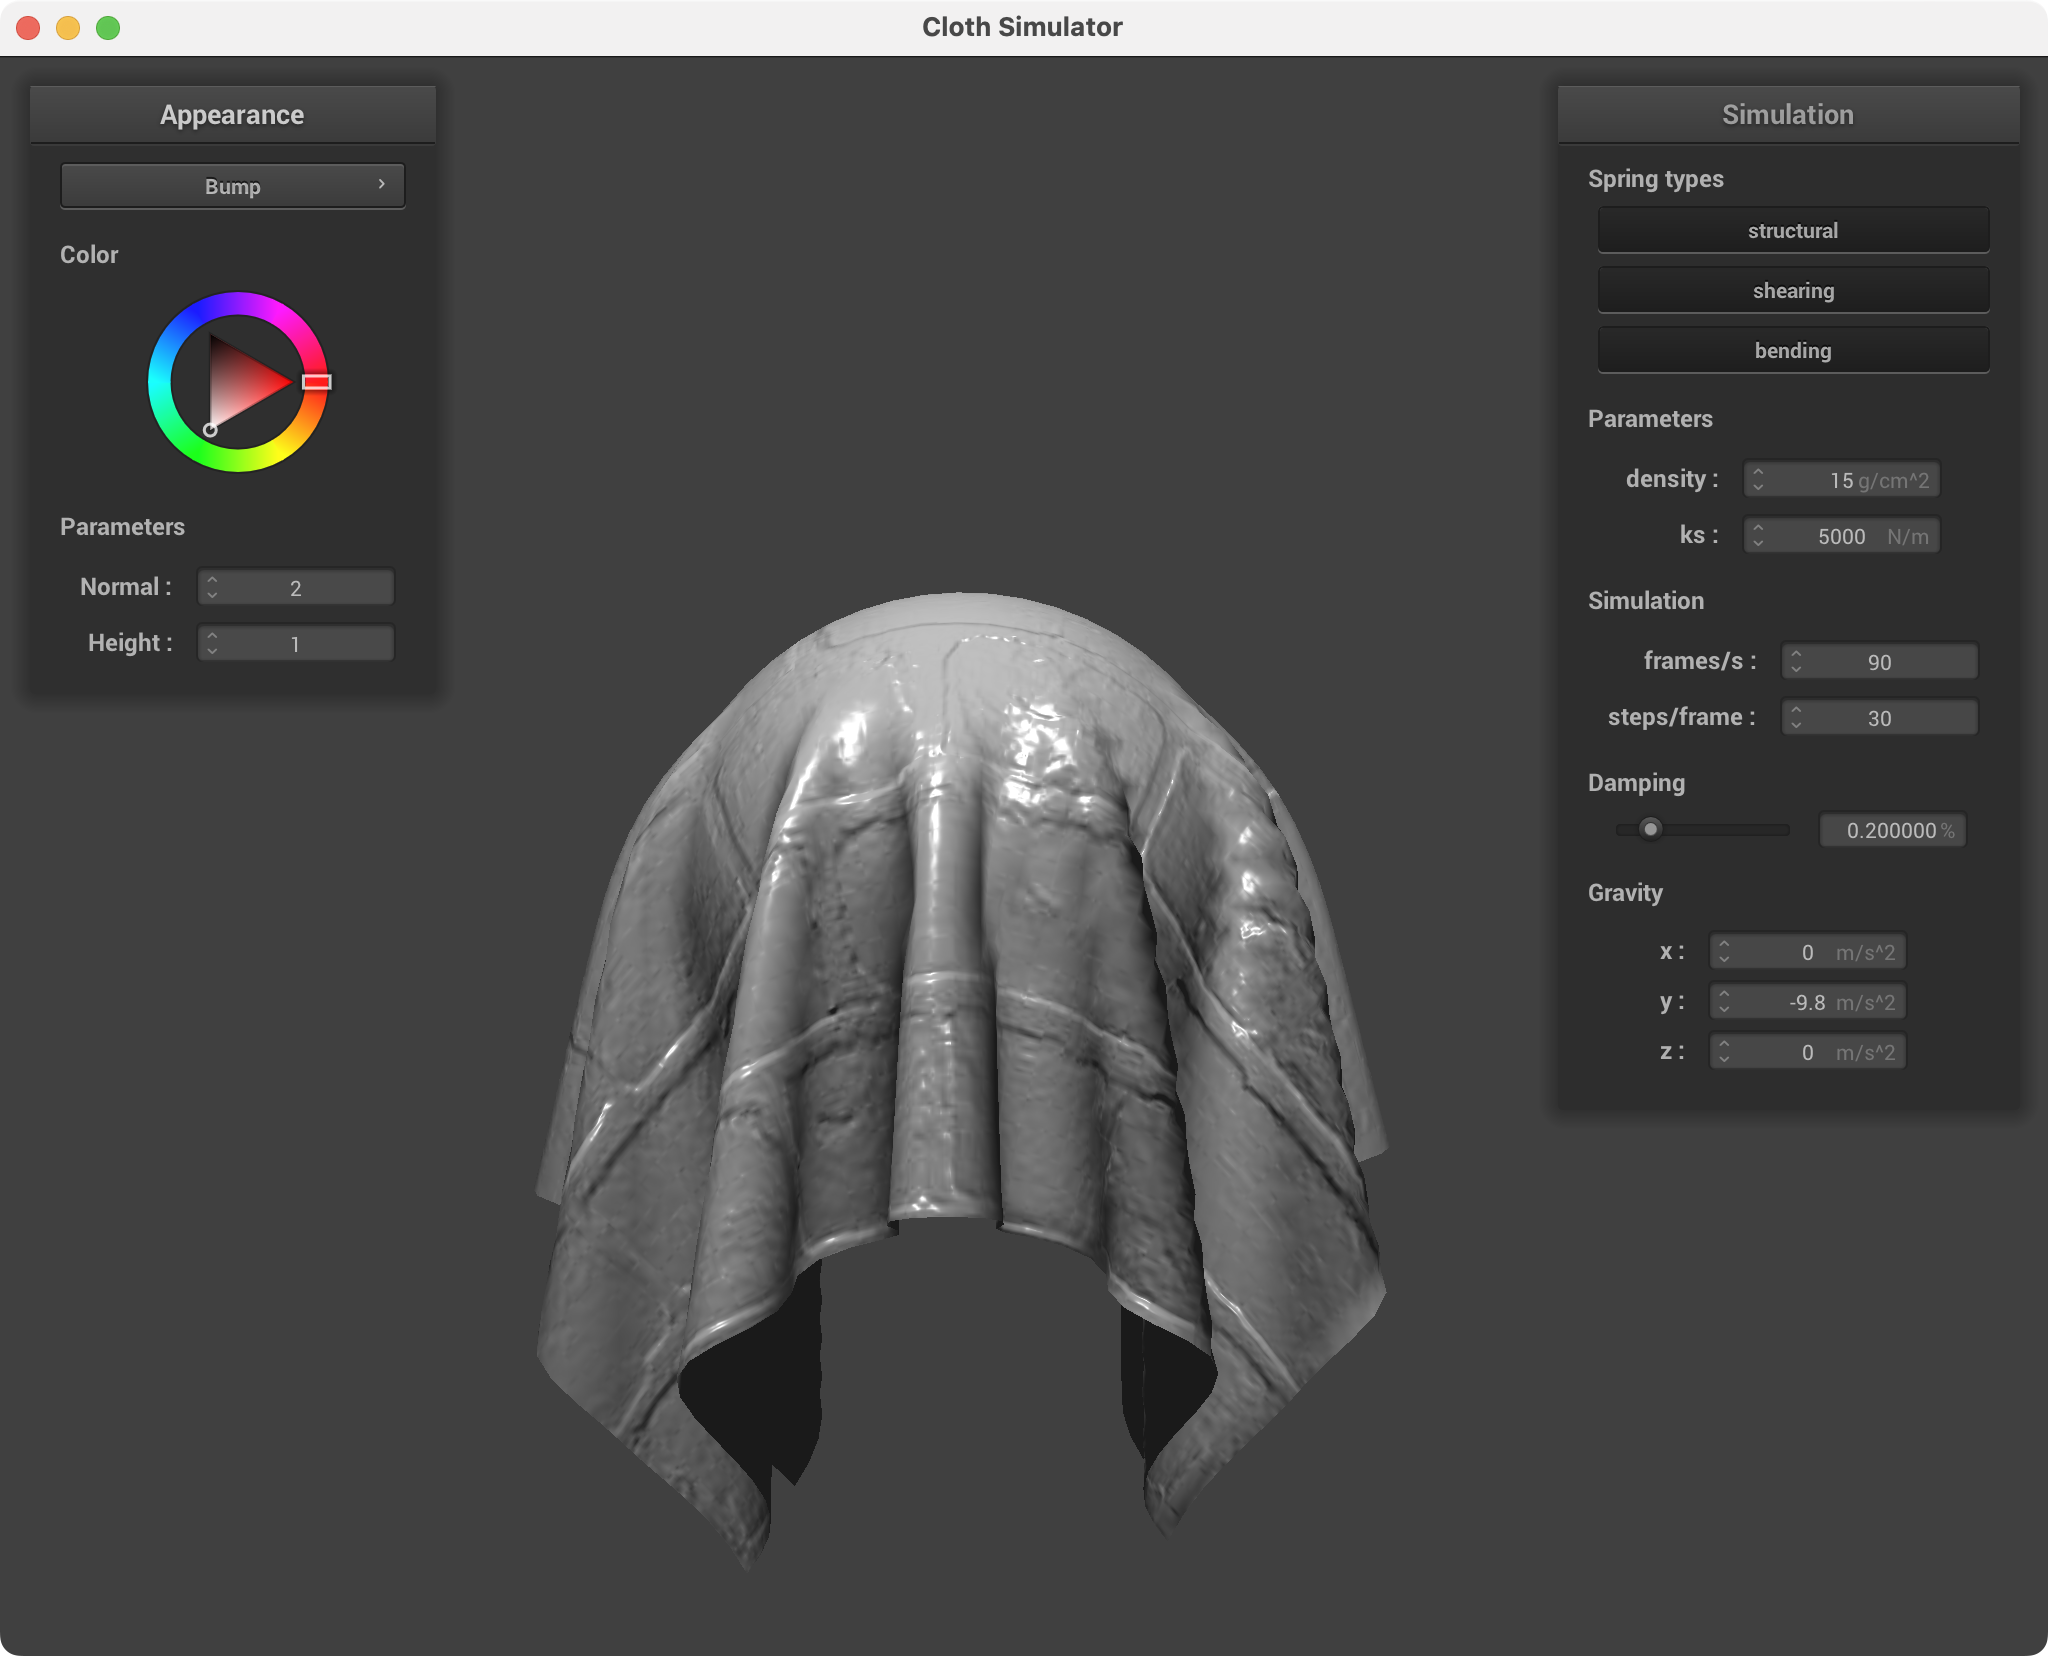 Cloth Simulator
Appearance
Bump
Color
Parameters
Normal : 2
Height : 1
Simulation
Spring types
structural
shearing
bending
Parameters
density : 15 g/cm^2
ks : 5000 N/m
Simulation
frames/s : 90
steps/frame : 30
Damping
0.200000 %
Gravity
x : 0 m/s^2
y : -9.8 m/s^2
z : 0 m/s^2